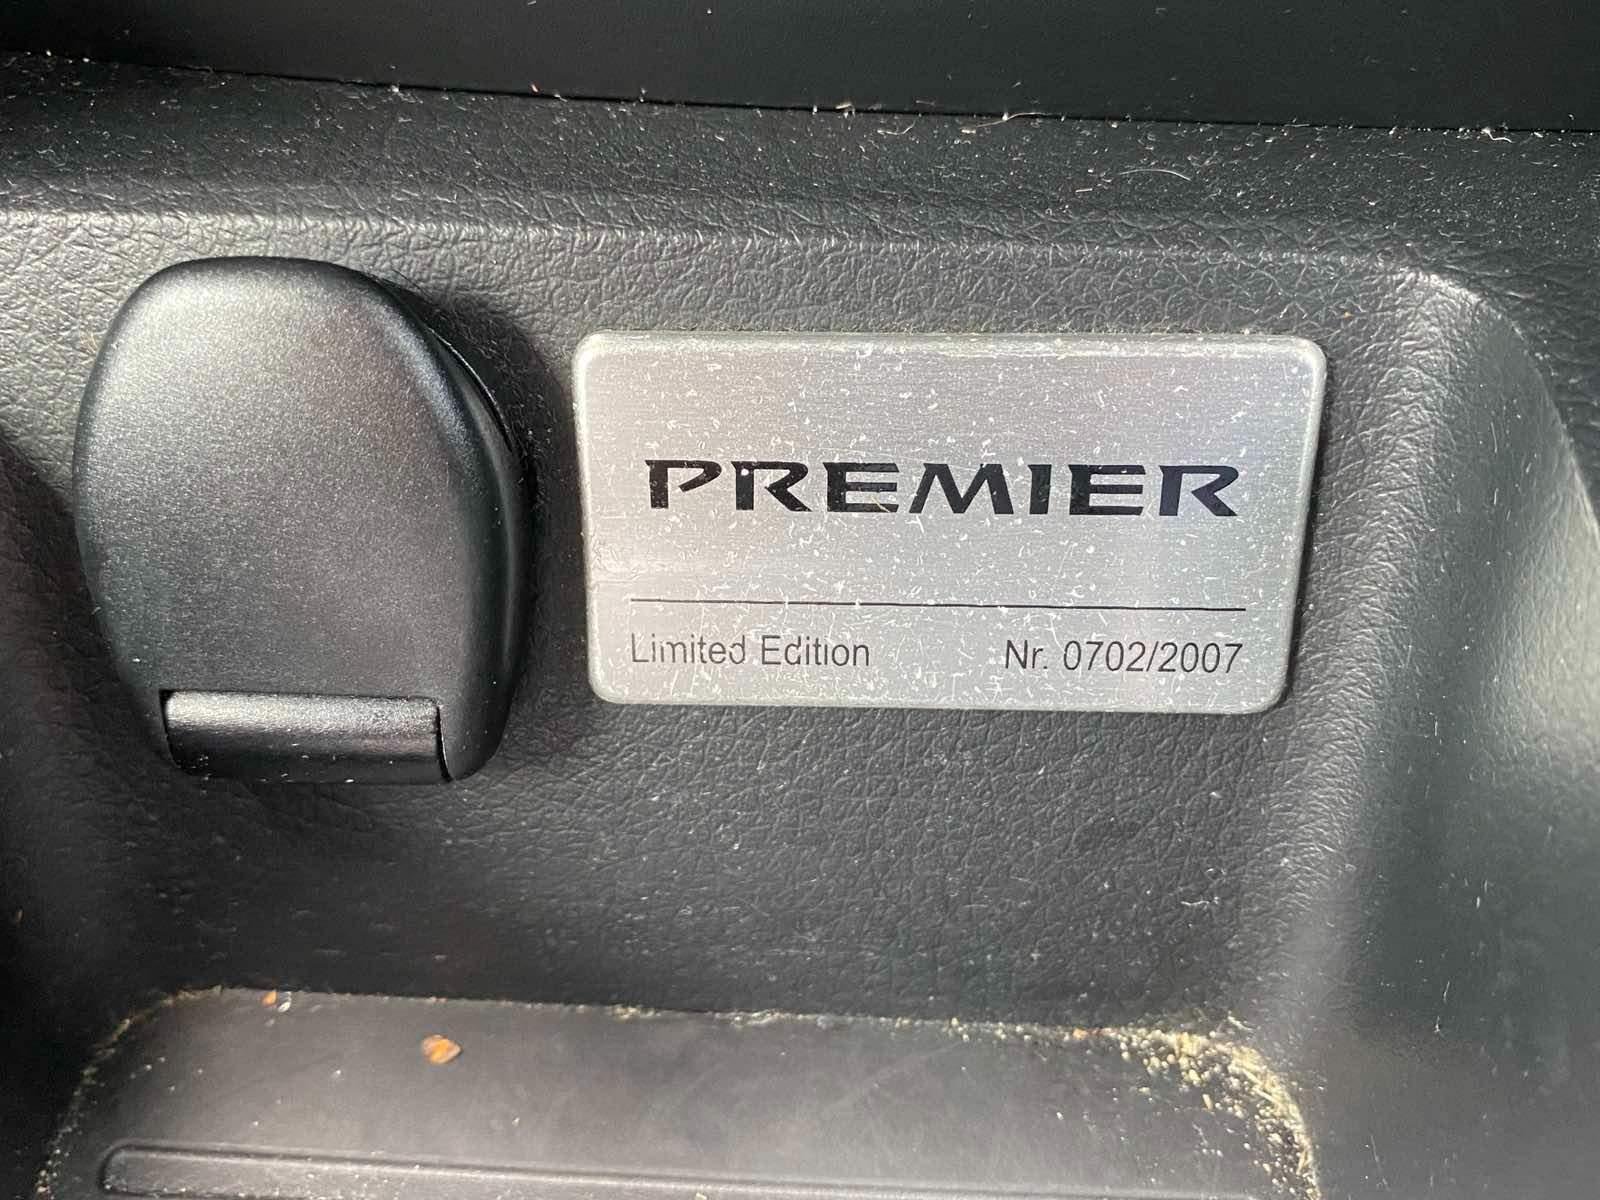 PREMIER
Limited Edition Nr. 0702/2007